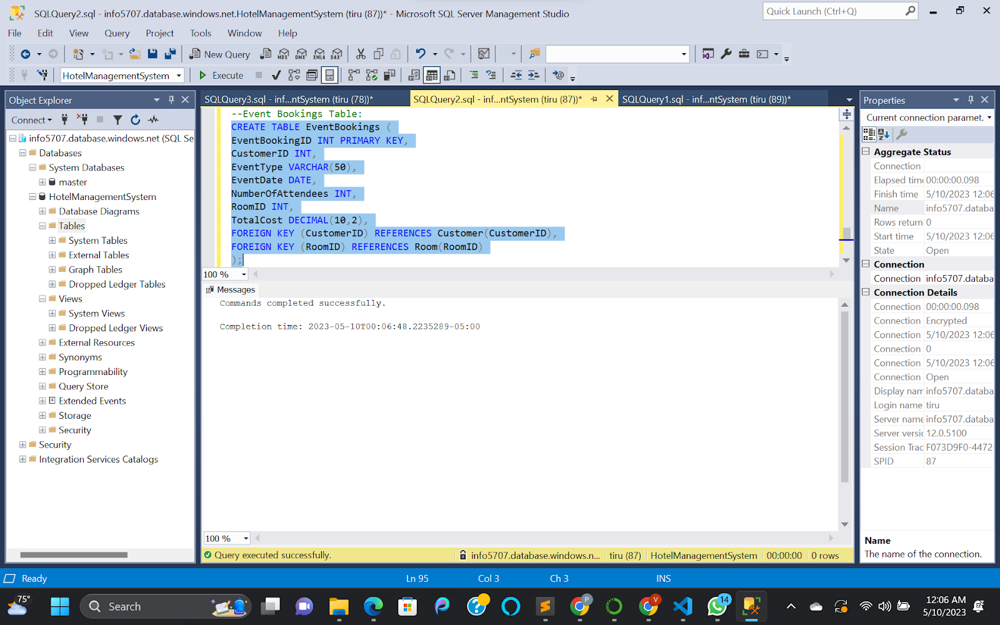 SQLQuery2.sql - info5707.database.windows.net.HotelManagementSystem (tiru (87))* - Microsoft SQL Server Management Studio
Quick Launch (Ctrl+Q)
File Edit View Query Project Tools Window Help
New Query
MDX DMX XMLA DAX
HotelManagementSystem
Execute
Object Explorer
Connect
info5707.database.windows.net (SQL Se
Databases
System Databases
master
HotelManagementSystem
Database Diagrams
Tables
System Tables
External Tables
Graph Tables
Dropped Ledger Tables
Views
System Views
Dropped Ledger Views
External Resources
Synonyms
Programmability
Query Store
Extended Events
Storage
Security
Security
Integration Services Catalogs
SQLQuery3.sql - inf...ntSystem (tiru (78))*
SQLQuery2.sql - inf...ntSystem (tiru (87))*
SQLQuery1.sql - inf...ntSystem (tiru (89))*
--Event Bookings Table:
CREATE TABLE EventBookings (
EventBookingID INT PRIMARY KEY,
CustomerID INT,
EventType VARCHAR(50),
EventDate DATE,
NumberOfAttendees INT,
RoomID INT,
TotalCost DECIMAL(10,2),
FOREIGN KEY (CustomerID) REFERENCES Customer(CustomerID),
FOREIGN KEY (RoomID) REFERENCES Room(RoomID)
);
100 %
Messages
Commands completed successfully.
Completion time: 2023-05-10T00:06:48.2235289-05:00
100 %
Query executed successfully.
info5707.database.windows.n...
tiru (87)
HotelManagementSystem
00:00:00
0 rows
Properties
Current connection paramet.
Aggregate Status
Connection
Elapsed time 00:00:00.098
Finish time 5/10/2023 12:06
Name info5707.databa
Rows return 0
Start time 5/10/2023 12:06
State Open
Connection
Connection info5707.databa
Connection Details
Connection 00:00:00.098
Connection Encrypted
Connection 5/10/2023 12:06
Connection 0
Connection 5/10/2023 12:06
Connection Open
Display nam info5707.databa
Login name tiru
Server name info5707.databa
Server versic 12.0.5100
Session Trac F073D9F0-4472-
SPID 87
Name
The name of the connection.
Ready
Ln 95
Col 3
Ch 3
INS
75°
Search
P
V
14
12:06 AM
5/10/2023